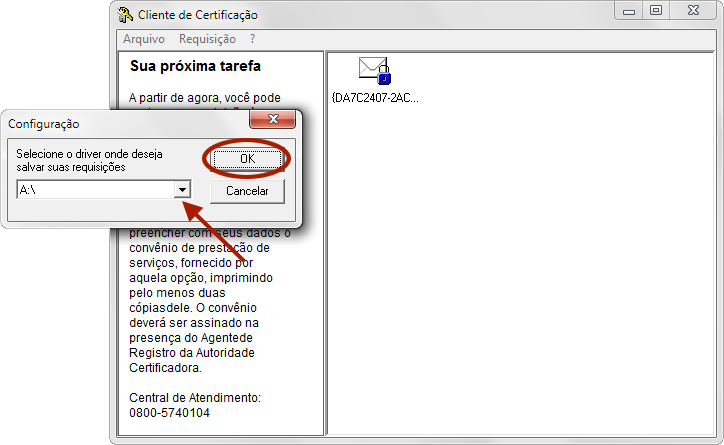 Cliente de Certificação
Arquivo Requisição ?
Sua próxima tarefa
A partir de agora, você pode
{DA7C2407-2AC...
Configuração
Selecione o driver onde deseja
salvar suas requisições
OK
A:\
Cancelar
preencher com seus dados o
convênio de prestação de
serviços, fornecido por
aquela opção, imprimindo
pelo menos duas
cópiasdele. O convênio
deverá ser assinado na
presença do Agentede
Registro da Autoridade
Certificadora.
Central de Atendimento:
0800-5740104